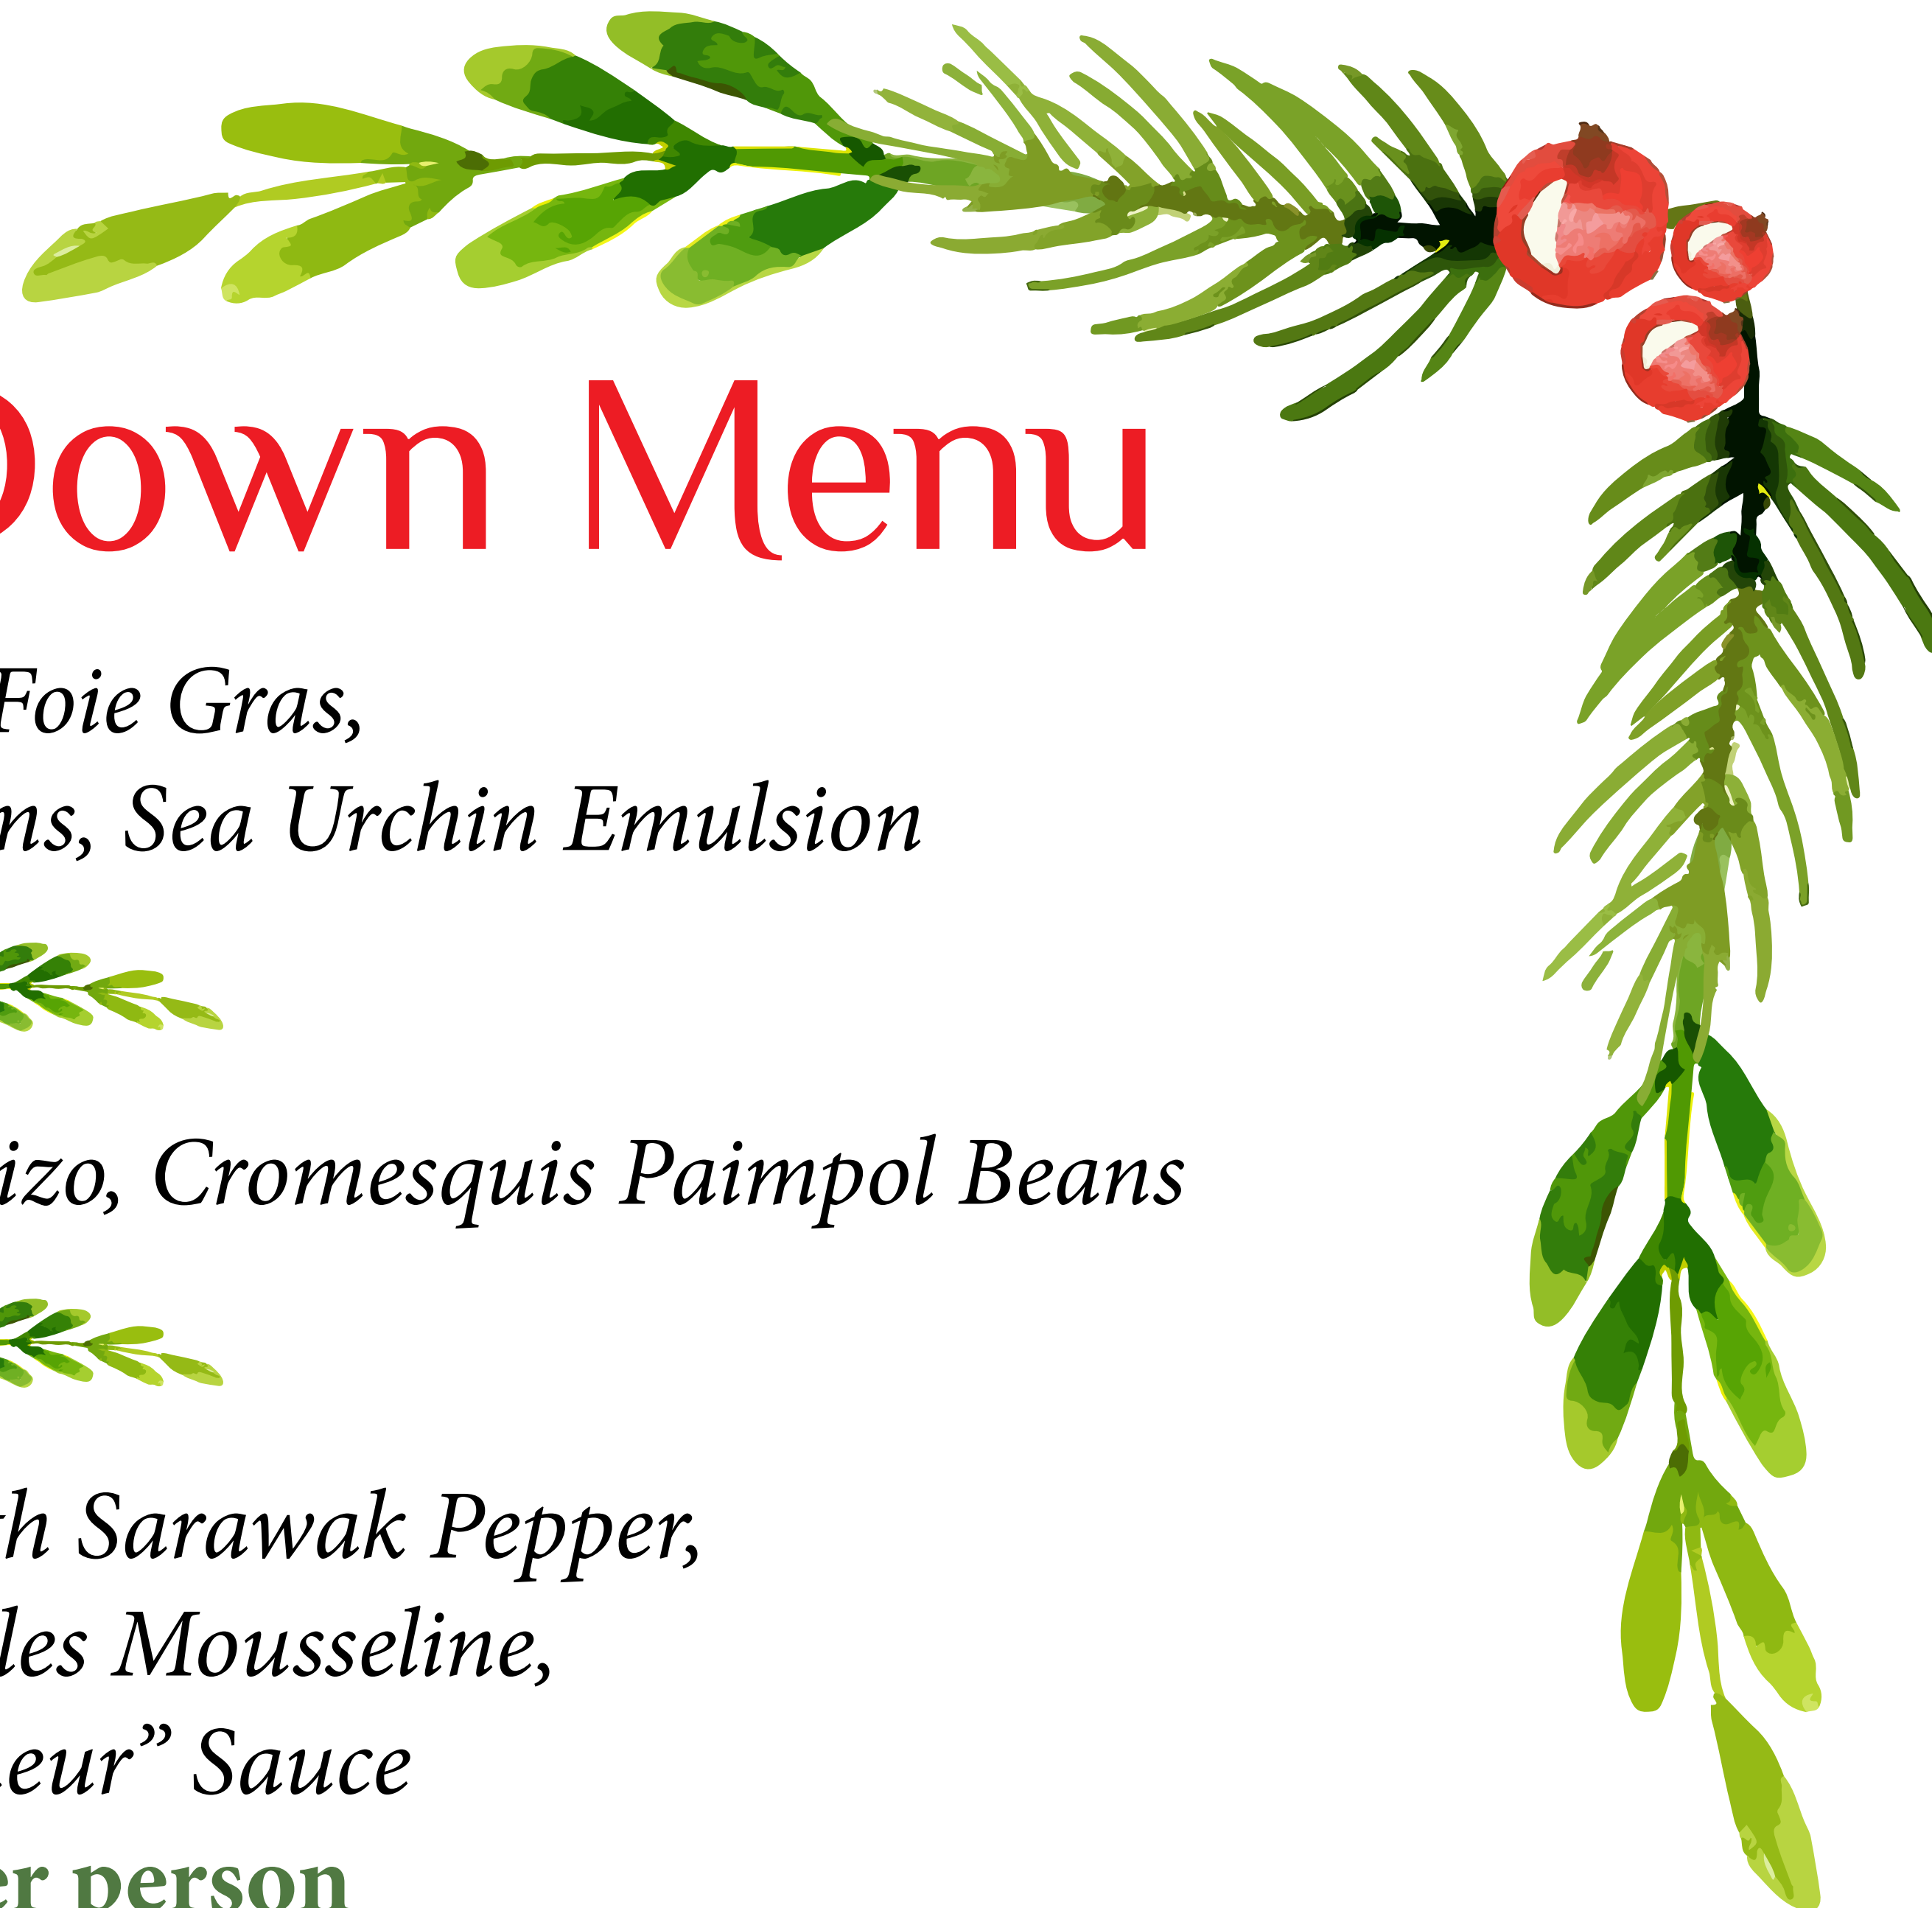 Down Menu
Foie Gras,
ns, Sea Urchin Emulsion
izo, Cromesquis Paimpol Beans
h Sarawak Pepper,
les Mousseline,
eur” Sauce
er person